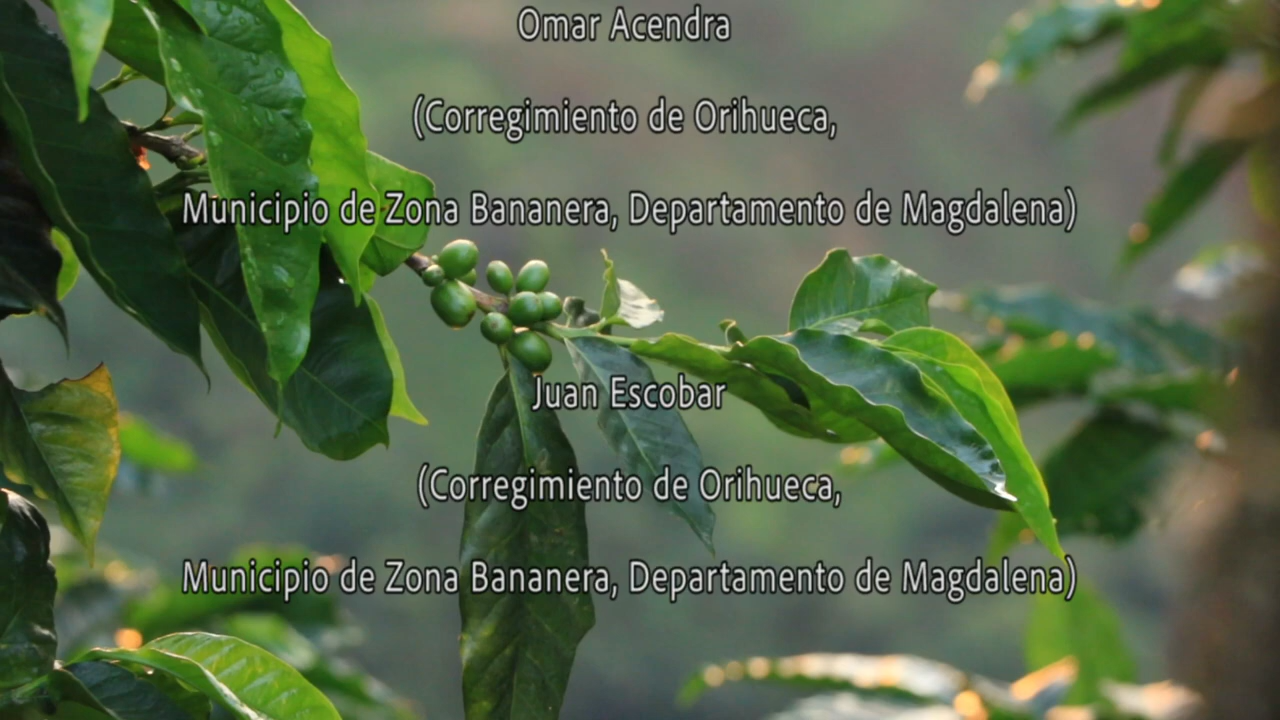 Omar Acendra
(Corregimiento de Orihueca,
Municipio de Zona Bananera, Departamento de Magdalena)
Juan Escobar
(Corregimiento de Orihueca,
Municipio de Zona Bananera, Departamento de Magdalena)